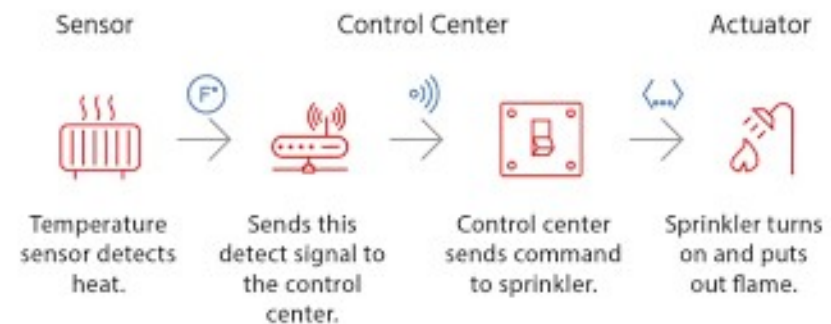 Sensor
Control Center
Actuator
F°
Temperature
sensor detects
heat.
Sends this
detect signal to
the control
center.
Control center
sends command
to sprinkler.
Sprinkler turns
on and puts
out flame.